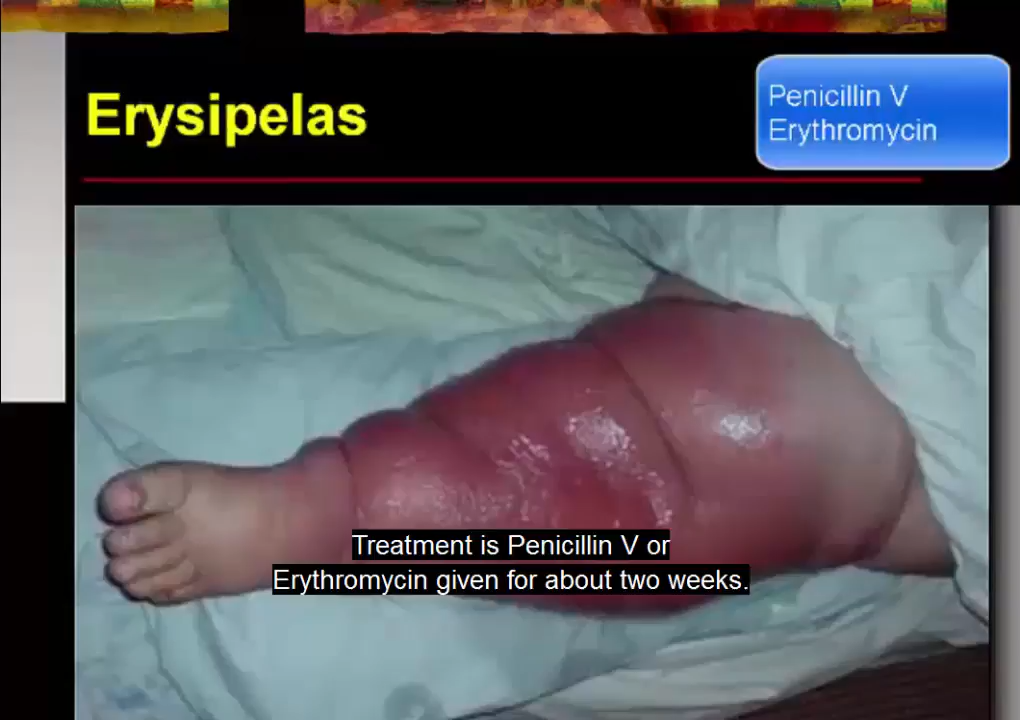 Erysipelas
Penicillin V
Erythromycin
Treatment is Penicillin V or
Erythromycin given for about two weeks.